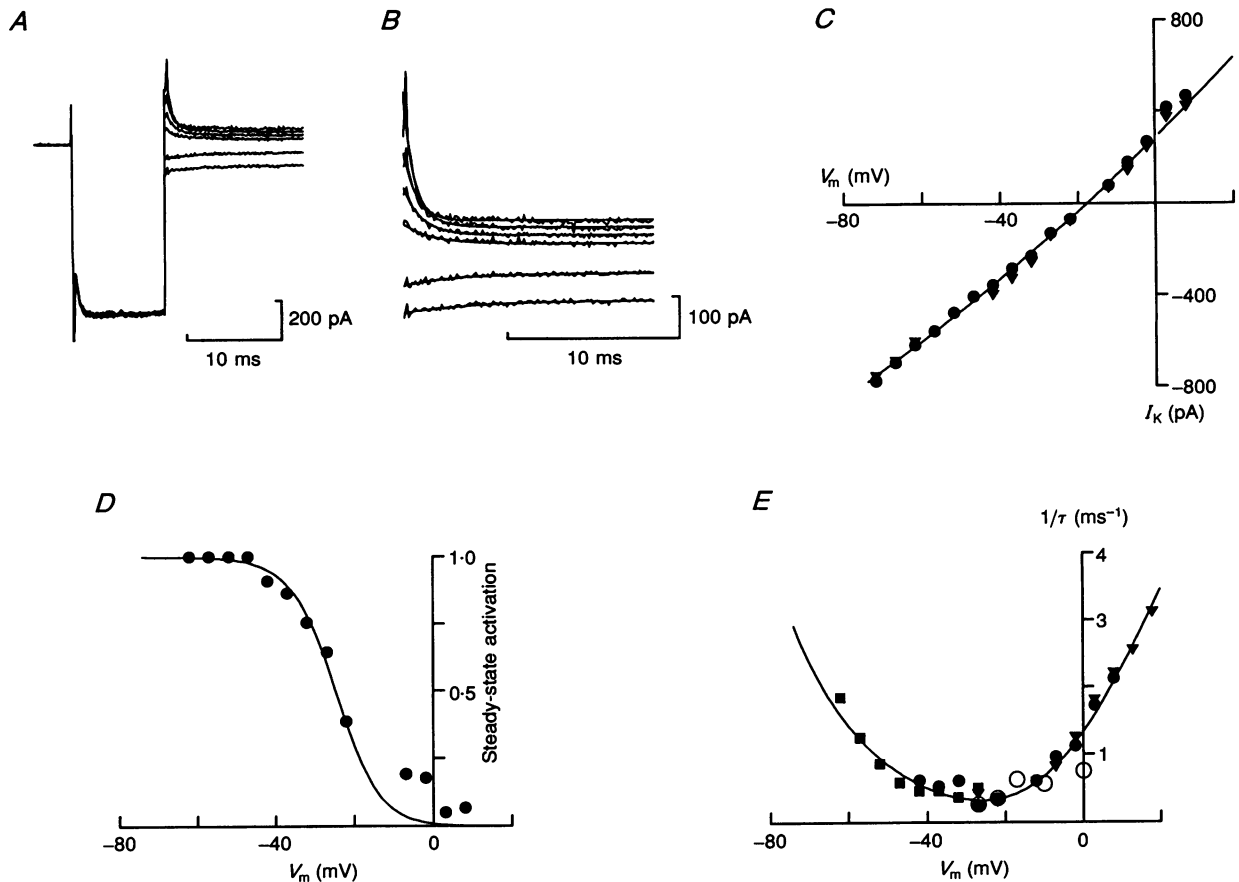 A
B
C
200 pA
10 ms
100 pA
10 ms
800
Vm (mV)
−80
−40
−400
−800
IK (pA)
D
1·0
0·5
Steady-state activation
−80
−40
0
Vm (mV)
E
1/τ (ms−1)
4
3
1
−80
−40
0
Vm (mV)